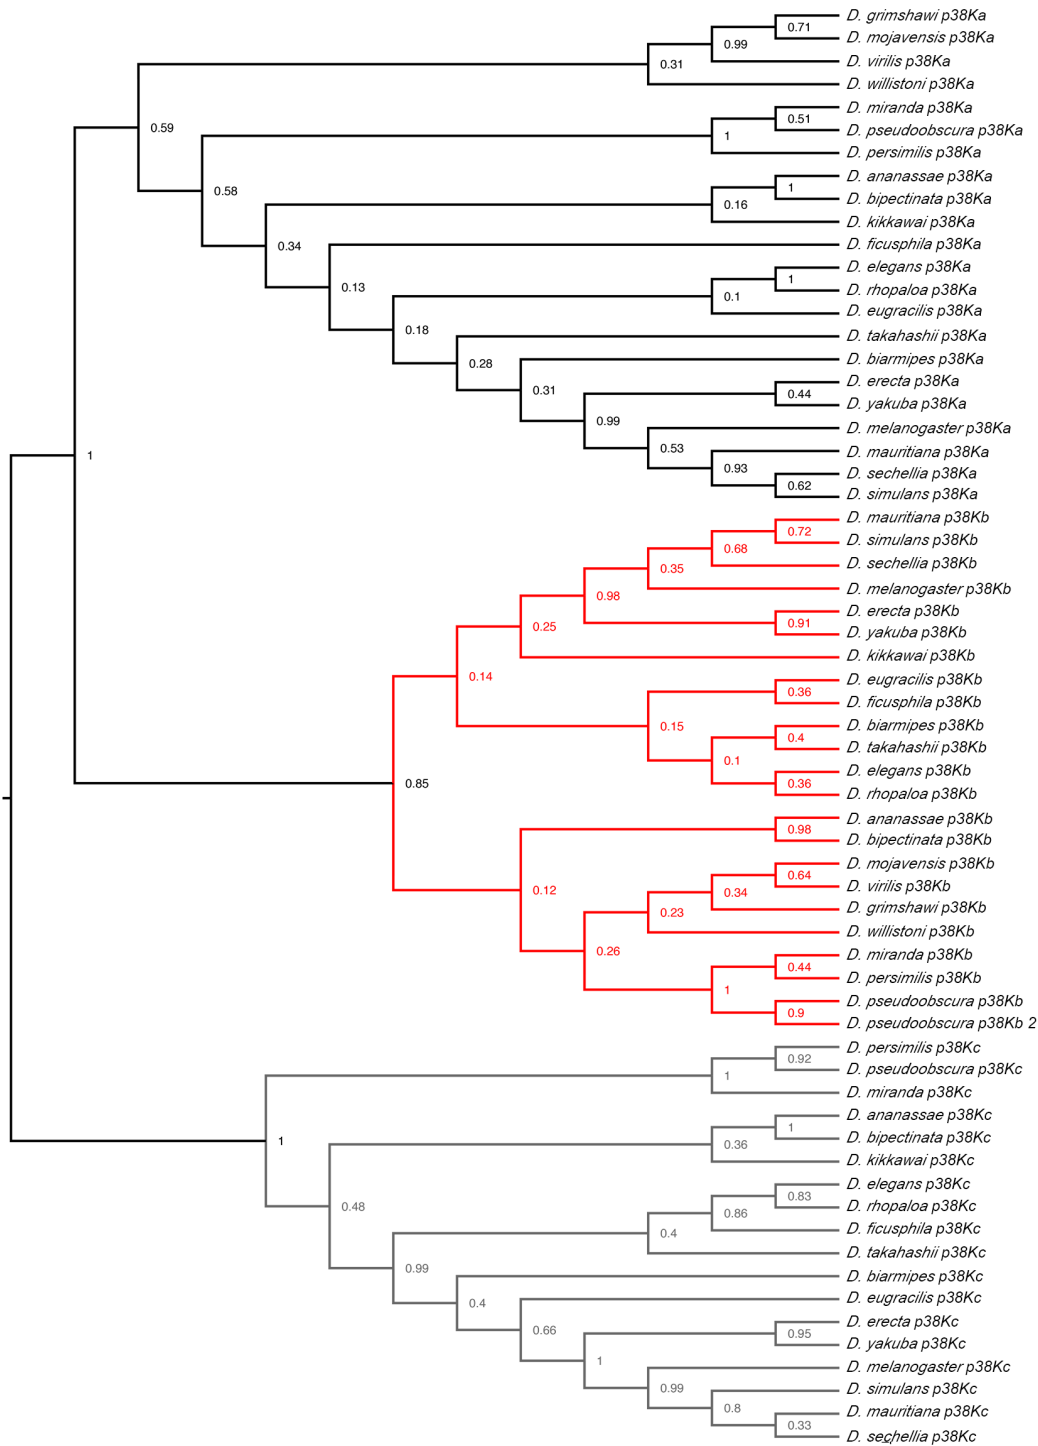 D. grimshawi p38Ka
0.71
D. mojavensis p38Ka
0.99
D. virilis p38Ka
0.31
D. willistoni p38Ka
D. miranda p38Ka
0.51
0.59
D. pseudoobscura p38Ka
1
D. persimilis p38Ka
D. ananassae p38Ka
1
0.58
D. bipectinata p38Ka
0.16
D. kikkawai p38Ka
0.34
D. ficusphila p38Ka
D. elegans p38Ka
1
0.13
D. rhopaloa p38Ka
0.1
D. eugracilis p38Ka
0.18
D. takahashii p38Ka
0.28
D. biarmipes p38Ka
D. erecta p38Ka
0.31
0.44
D. yakuba p38Ka
0.99
D. melanogaster p38Ka
0.53
D. mauritiana p38Ka
1
0.93
D. sechellia p38Ka
0.62
D. simulans p38Ka
D. mauritiana p38Kb
0.72
D. simulans p38Kb
0.68
D. sechellia p38Kb
0.35
D. melanogaster p38Kb
0.98
D. erecta p38Kb
0.91
0.25
D. yakuba p38Kb
D. kikkawai p38Kb
0.14
D. eugracilis p38Kb
0.36
D. ficusphila p38Kb
0.15
D. biarmipes p38Kb
0.4
D. takahashii p38Kb
0.1
D. elegans p38Kb
0.85
0.36
D. rhopaloa p38Kb
D. ananassae p38Kb
0.98
D. bipectinata p38Kb
D. mojavensis p38Kb
0.64
D. virilis p38Kb
0.12
0.34
D. grimshawi p38Kb
0.23
D. willistoni p38Kb
0.26
D. miranda p38Kb
0.44
D. persimilis p38Kb
1
D. pseudoobscura p38Kb
0.9
D. pseudoobscura p38Kb 2
D. persimilis p38Kc
0.92
D. pseudoobscura p38Kc
1
D. miranda p38Kc
D. ananassae p38Kc
1
D. bipectinata p38Kc
1
0.36
D. kikkawai p38Kc
D. elegans p38Kc
0.83
0.48
D. rhopaloa p38Kc
0.86
D. ficusphila p38Kc
0.4
D. takahashii p38Kc
0.99
D. biarmipes p38Kc
D. eugracilis p38Kc
0.4
D. erecta p38Kc
0.66
0.95
D. yakuba p38Kc
1
D. melanogaster p38Kc
0.99
D. simulans p38Kc
0.8
D. mauritiana p38Kc
0.33
D. sechellia p38Kc